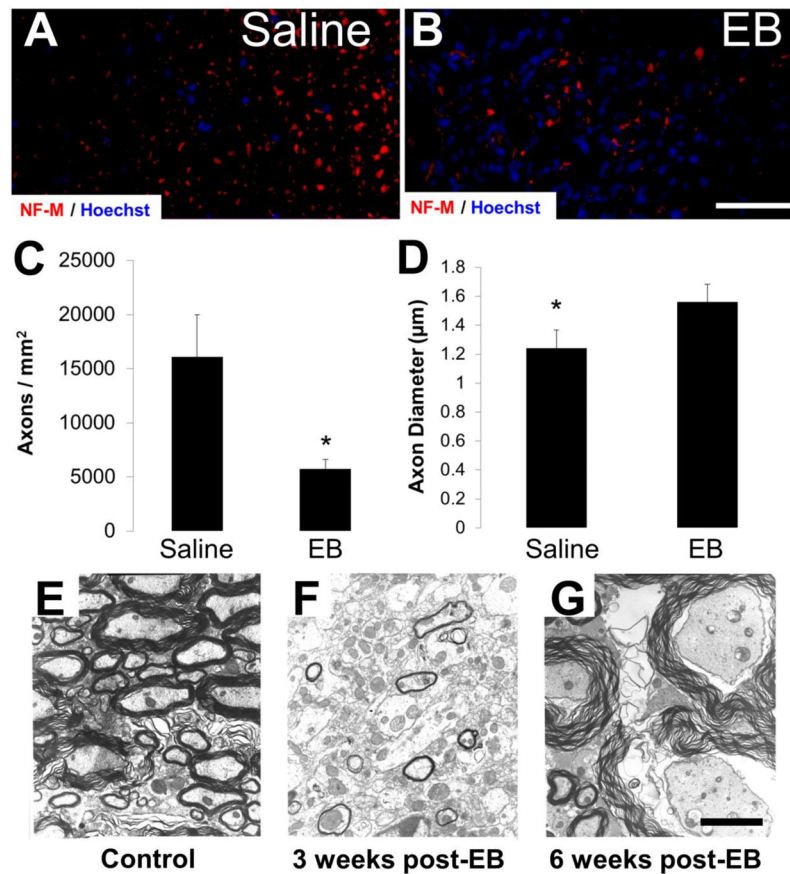 A Saline
B EB
NF-M / Hoechst
NF-M / Hoechst
C
Axons / mm²
25000
20000
15000
10000
5000
0
Saline EB
*
D
Axon Diameter (µm)
1.8
1.6
1.4
1.2
1
0.8
0.6
0.4
0.2
0
Saline EB
*
E
F
G
Control
3 weeks post-EB
6 weeks post-EB